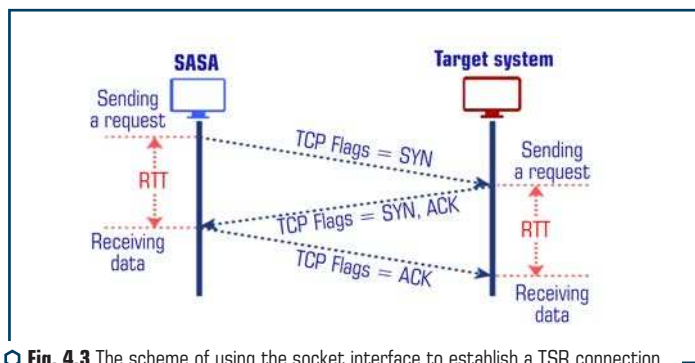 SASA
Target system
Sending
a request
TCP Flags = SYN
Sending
a request
RTT
TCP Flags = SYN, ACK
RTT
Receiving
data
TCP Flags = ACK
Receiving
data
Fig. 4.3 The scheme of using the socket interface to establish a TSR connection